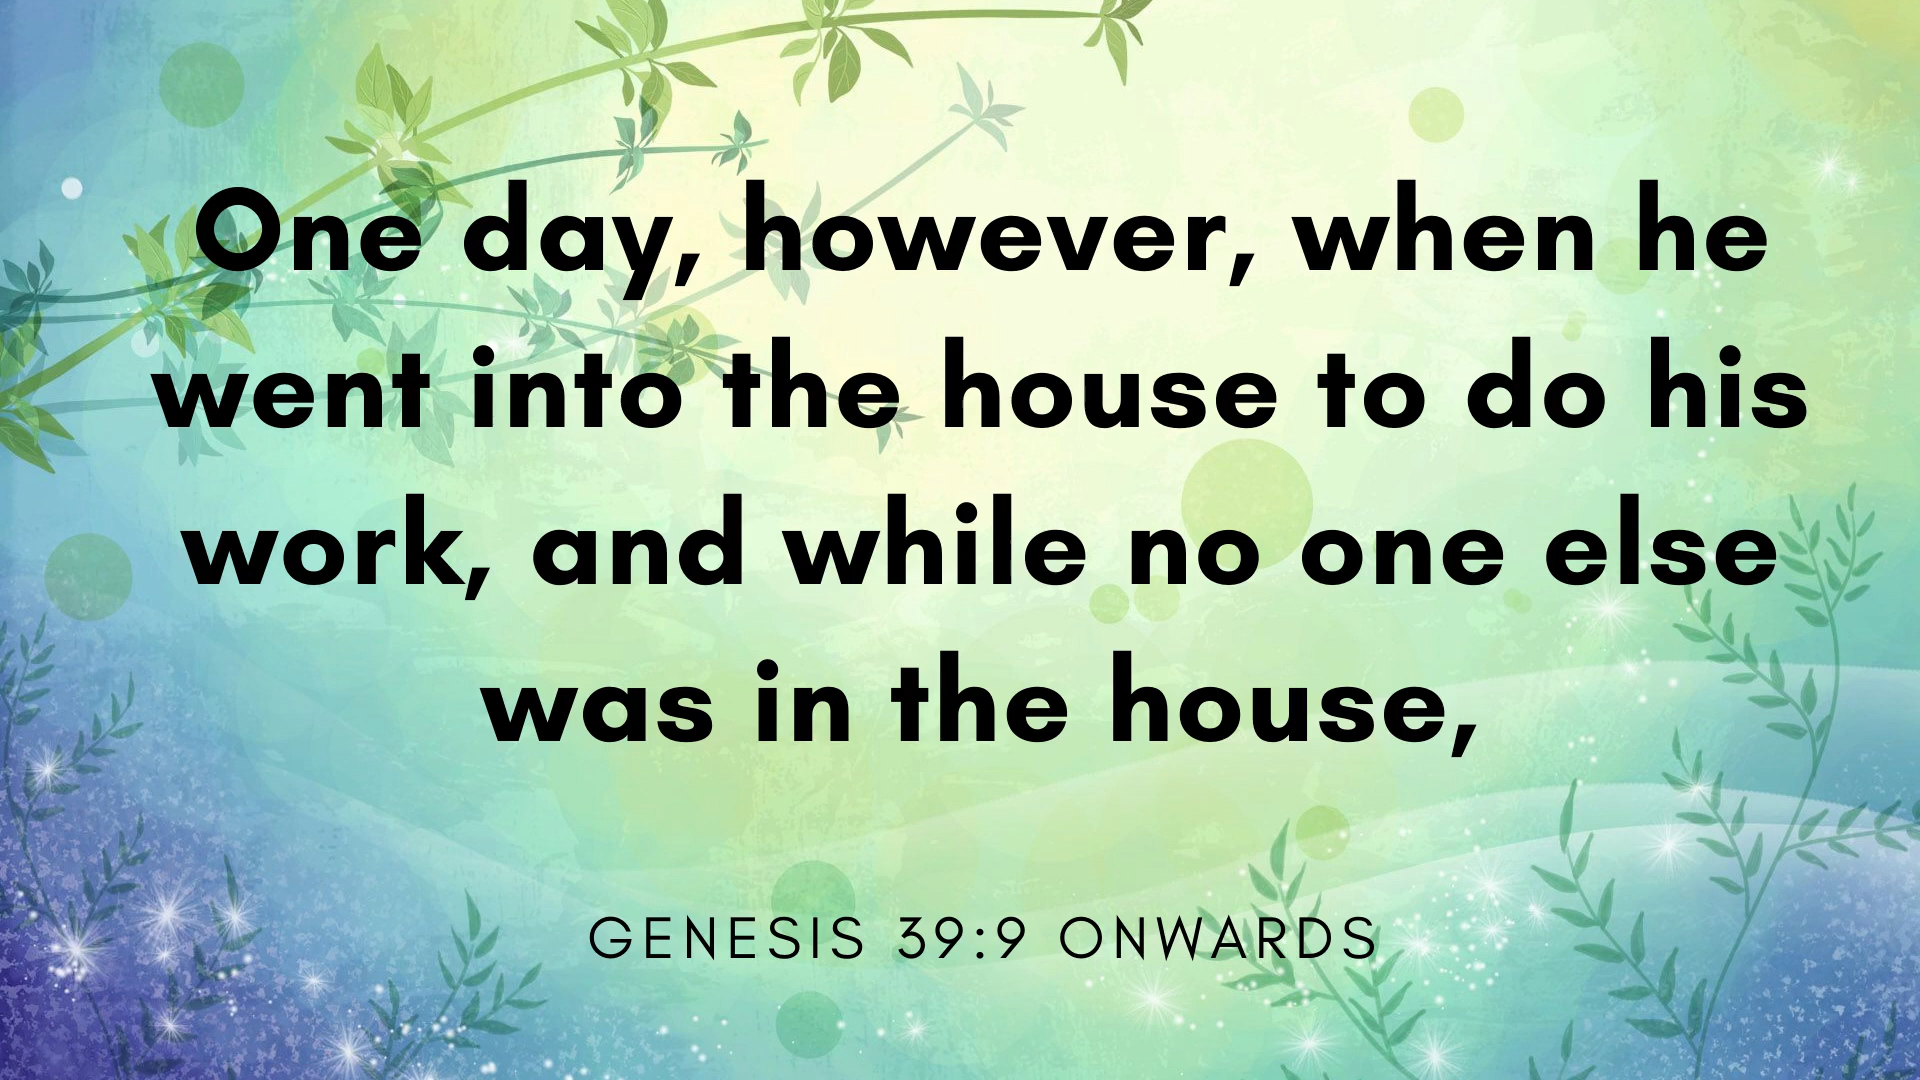 One day, however, when he
went into the house to do his
work, and while no one else
was in the house,
GENESIS 39:9 ONWARDS